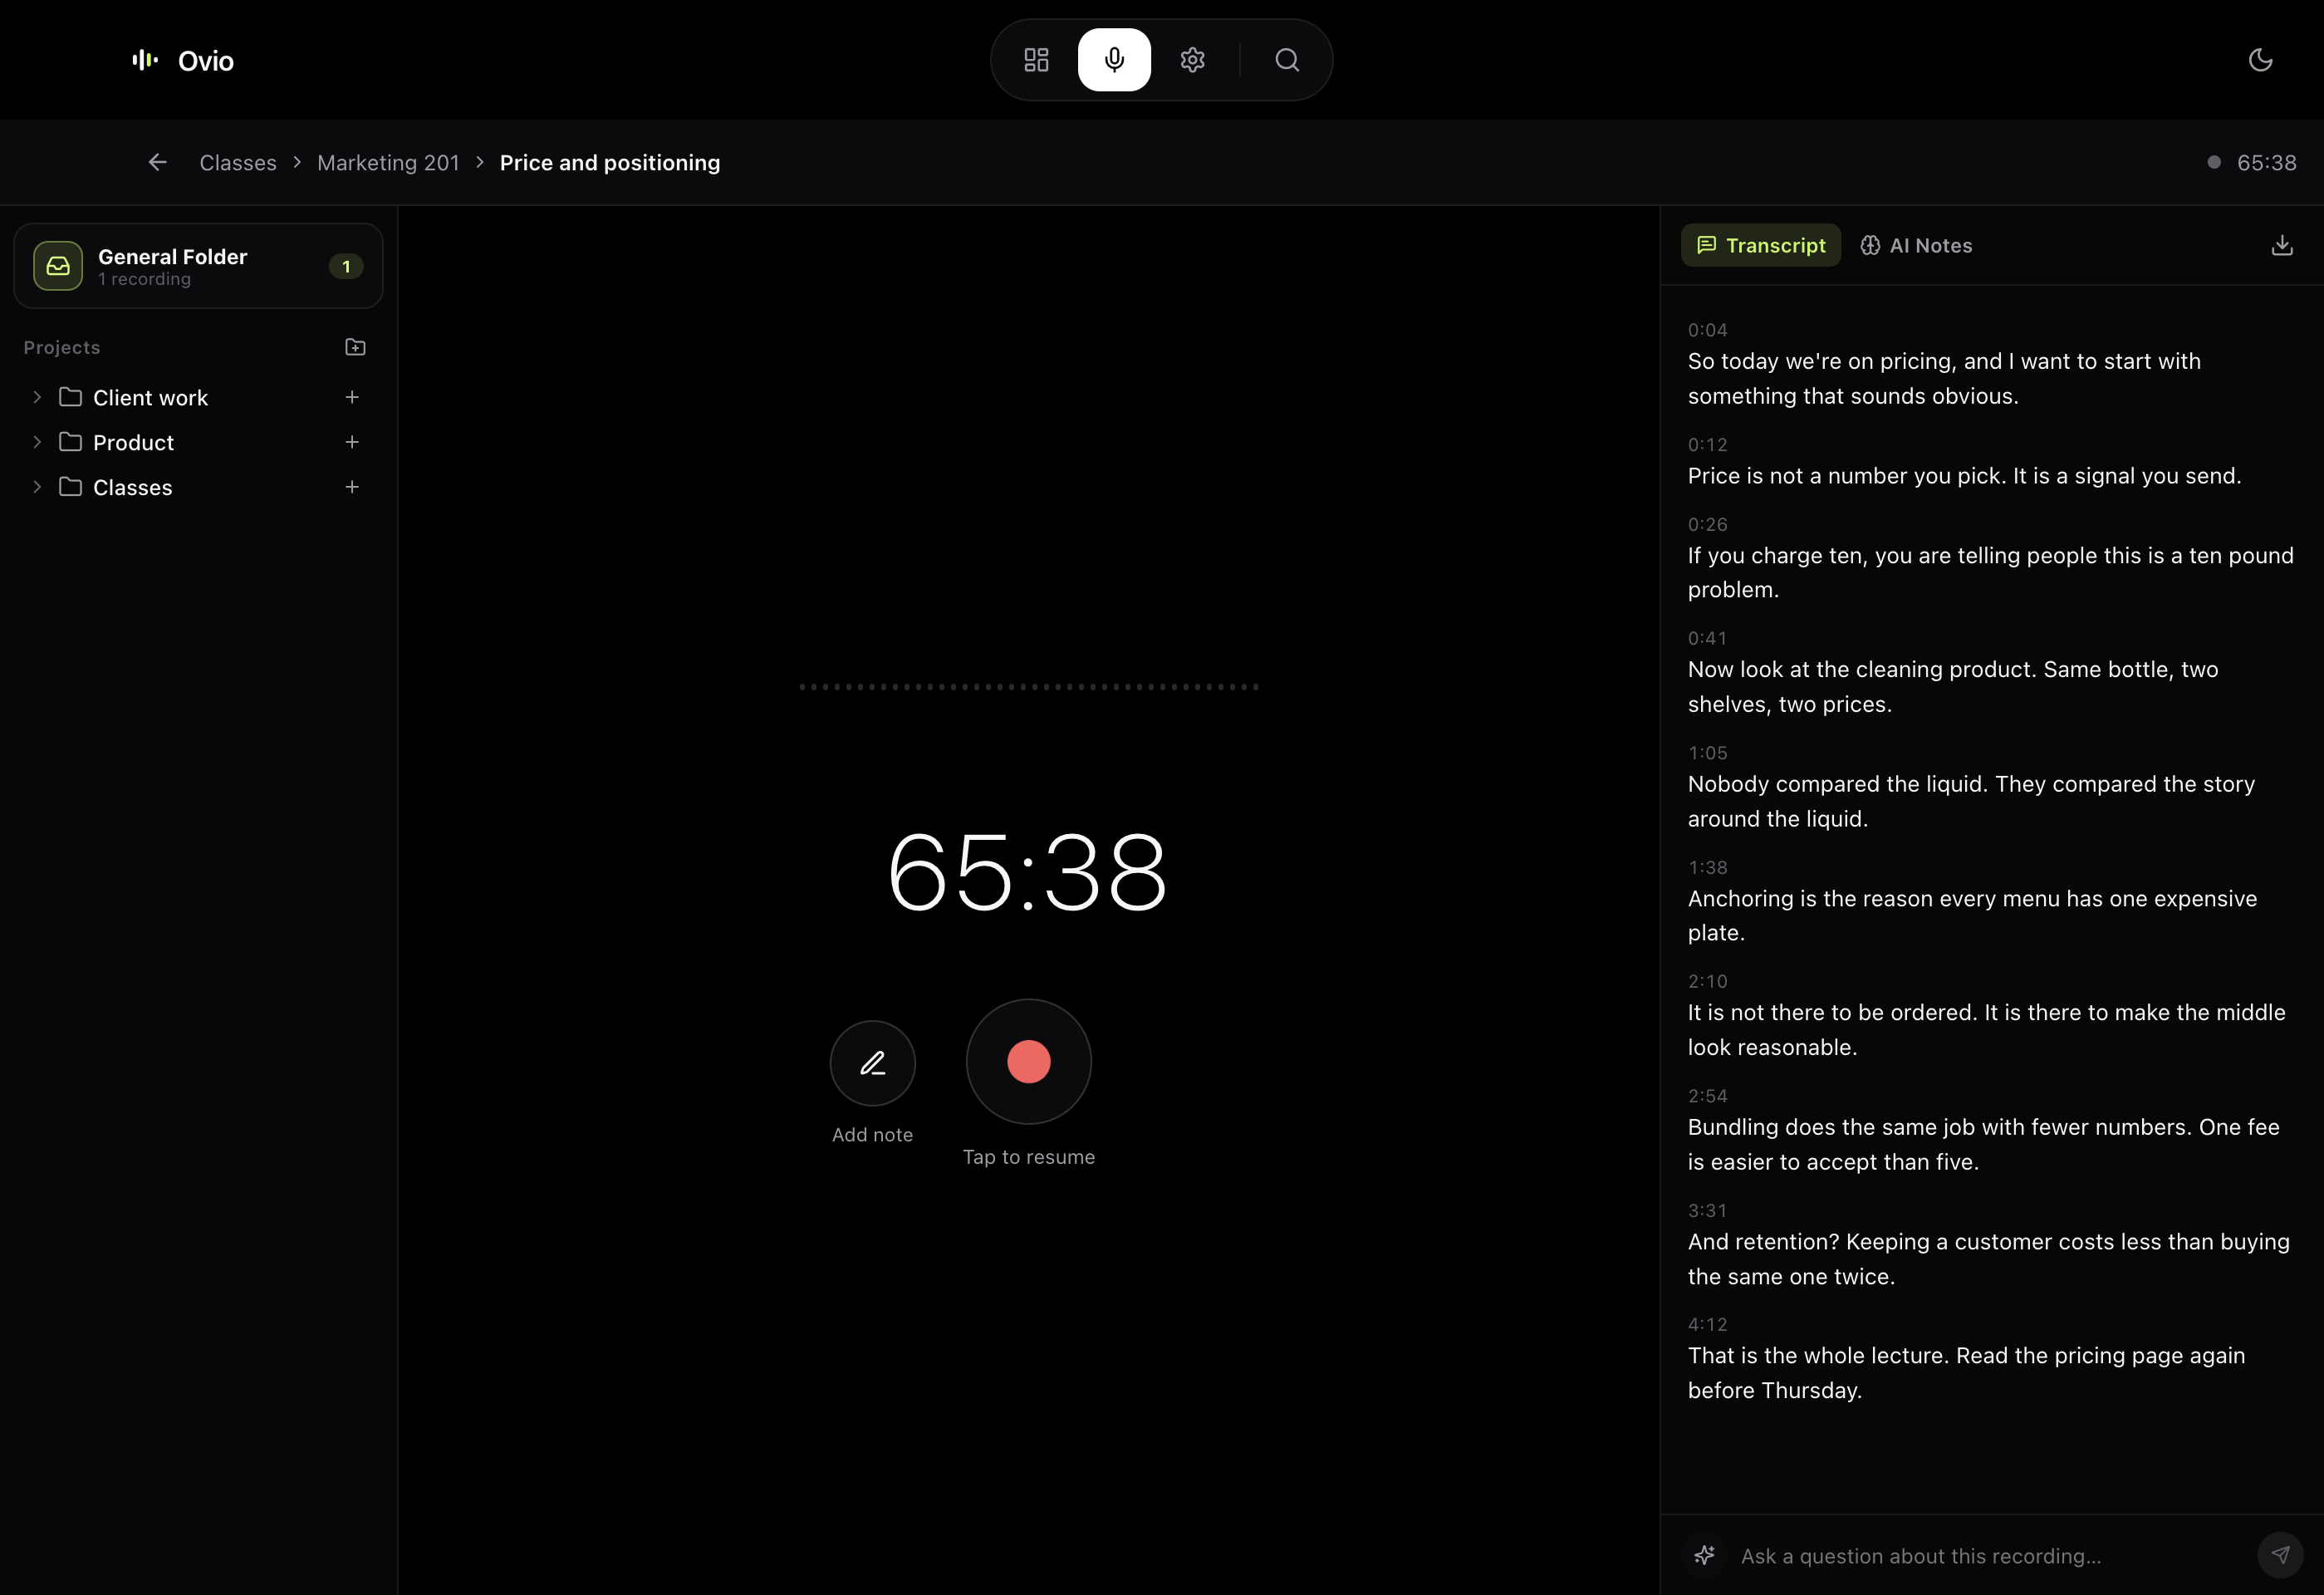 Ovio
Classes > Marketing 201 > Price and positioning
65:38
General Folder
1 recording
1
Projects
Client work
Product
Classes
65:38
Add note
Tap to resume
Transcript
AI Notes
0:04
So today we're on pricing, and I want to start with
something that sounds obvious.
0:12
Price is not a number you pick. It is a signal you send.
0:26
If you charge ten, you are telling people this is a ten pound
problem.
0:41
Now look at the cleaning product. Same bottle, two
shelves, two prices.
1:05
Nobody compared the liquid. They compared the story
around the liquid.
1:38
Anchoring is the reason every menu has one expensive
plate.
2:10
It is not there to be ordered. It is there to make the middle
look reasonable.
2:54
Bundling does the same job with fewer numbers. One fee
is easier to accept than five.
3:31
And retention? Keeping a customer costs less than buying
the same one twice.
4:12
That is the whole lecture. Read the pricing page again
before Thursday.
Ask a question about this recording...